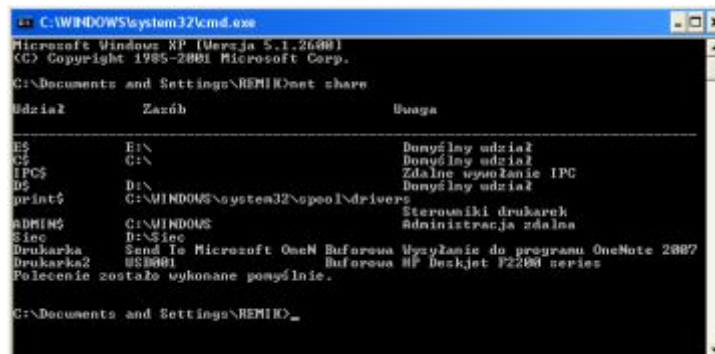 C:\WINDOWS\system32\cmd.exe
Microsoft Windows XP [Wersja 5.1.2600]
(C) Copyright 1985-2001 Microsoft Corp.
C:\Documents and Settings\REMIK>net share
Udział Zasób Uwaga
-------------------------------------------------------------------------------
E$ E:\ Domyślny udział
C$ C:\ Domyślny udział
IPC$ Zdalne wywołanie IPC
D$ D:\ Domyślny udział
print$ C:\WINDOWS\system32\spool\drivers
Sterowniki drukarek
ADMIN$ C:\WINDOWS Administracja zdalna
Siec D:\Siec
Drukarka Send To Microsoft OneN Buforowa Wysyłanie do programu OneNote 2007
Drukarka2 USB001 Buforowa HP Deskjet F2200 series
Polecenie zostało wykonane pomyślnie.
C:\Documents and Settings\REMIK>_